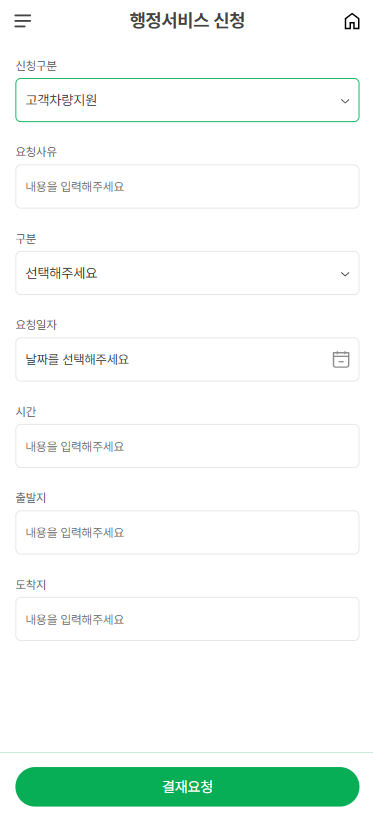 행정서비스 신청
신청구분
고객차량지원
요청사유
내용을 입력해주세요
구분
선택해주세요
요청일자
날짜를 선택해주세요
시간
내용을 입력해주세요
출발지
내용을 입력해주세요
도착지
내용을 입력해주세요
결재요청